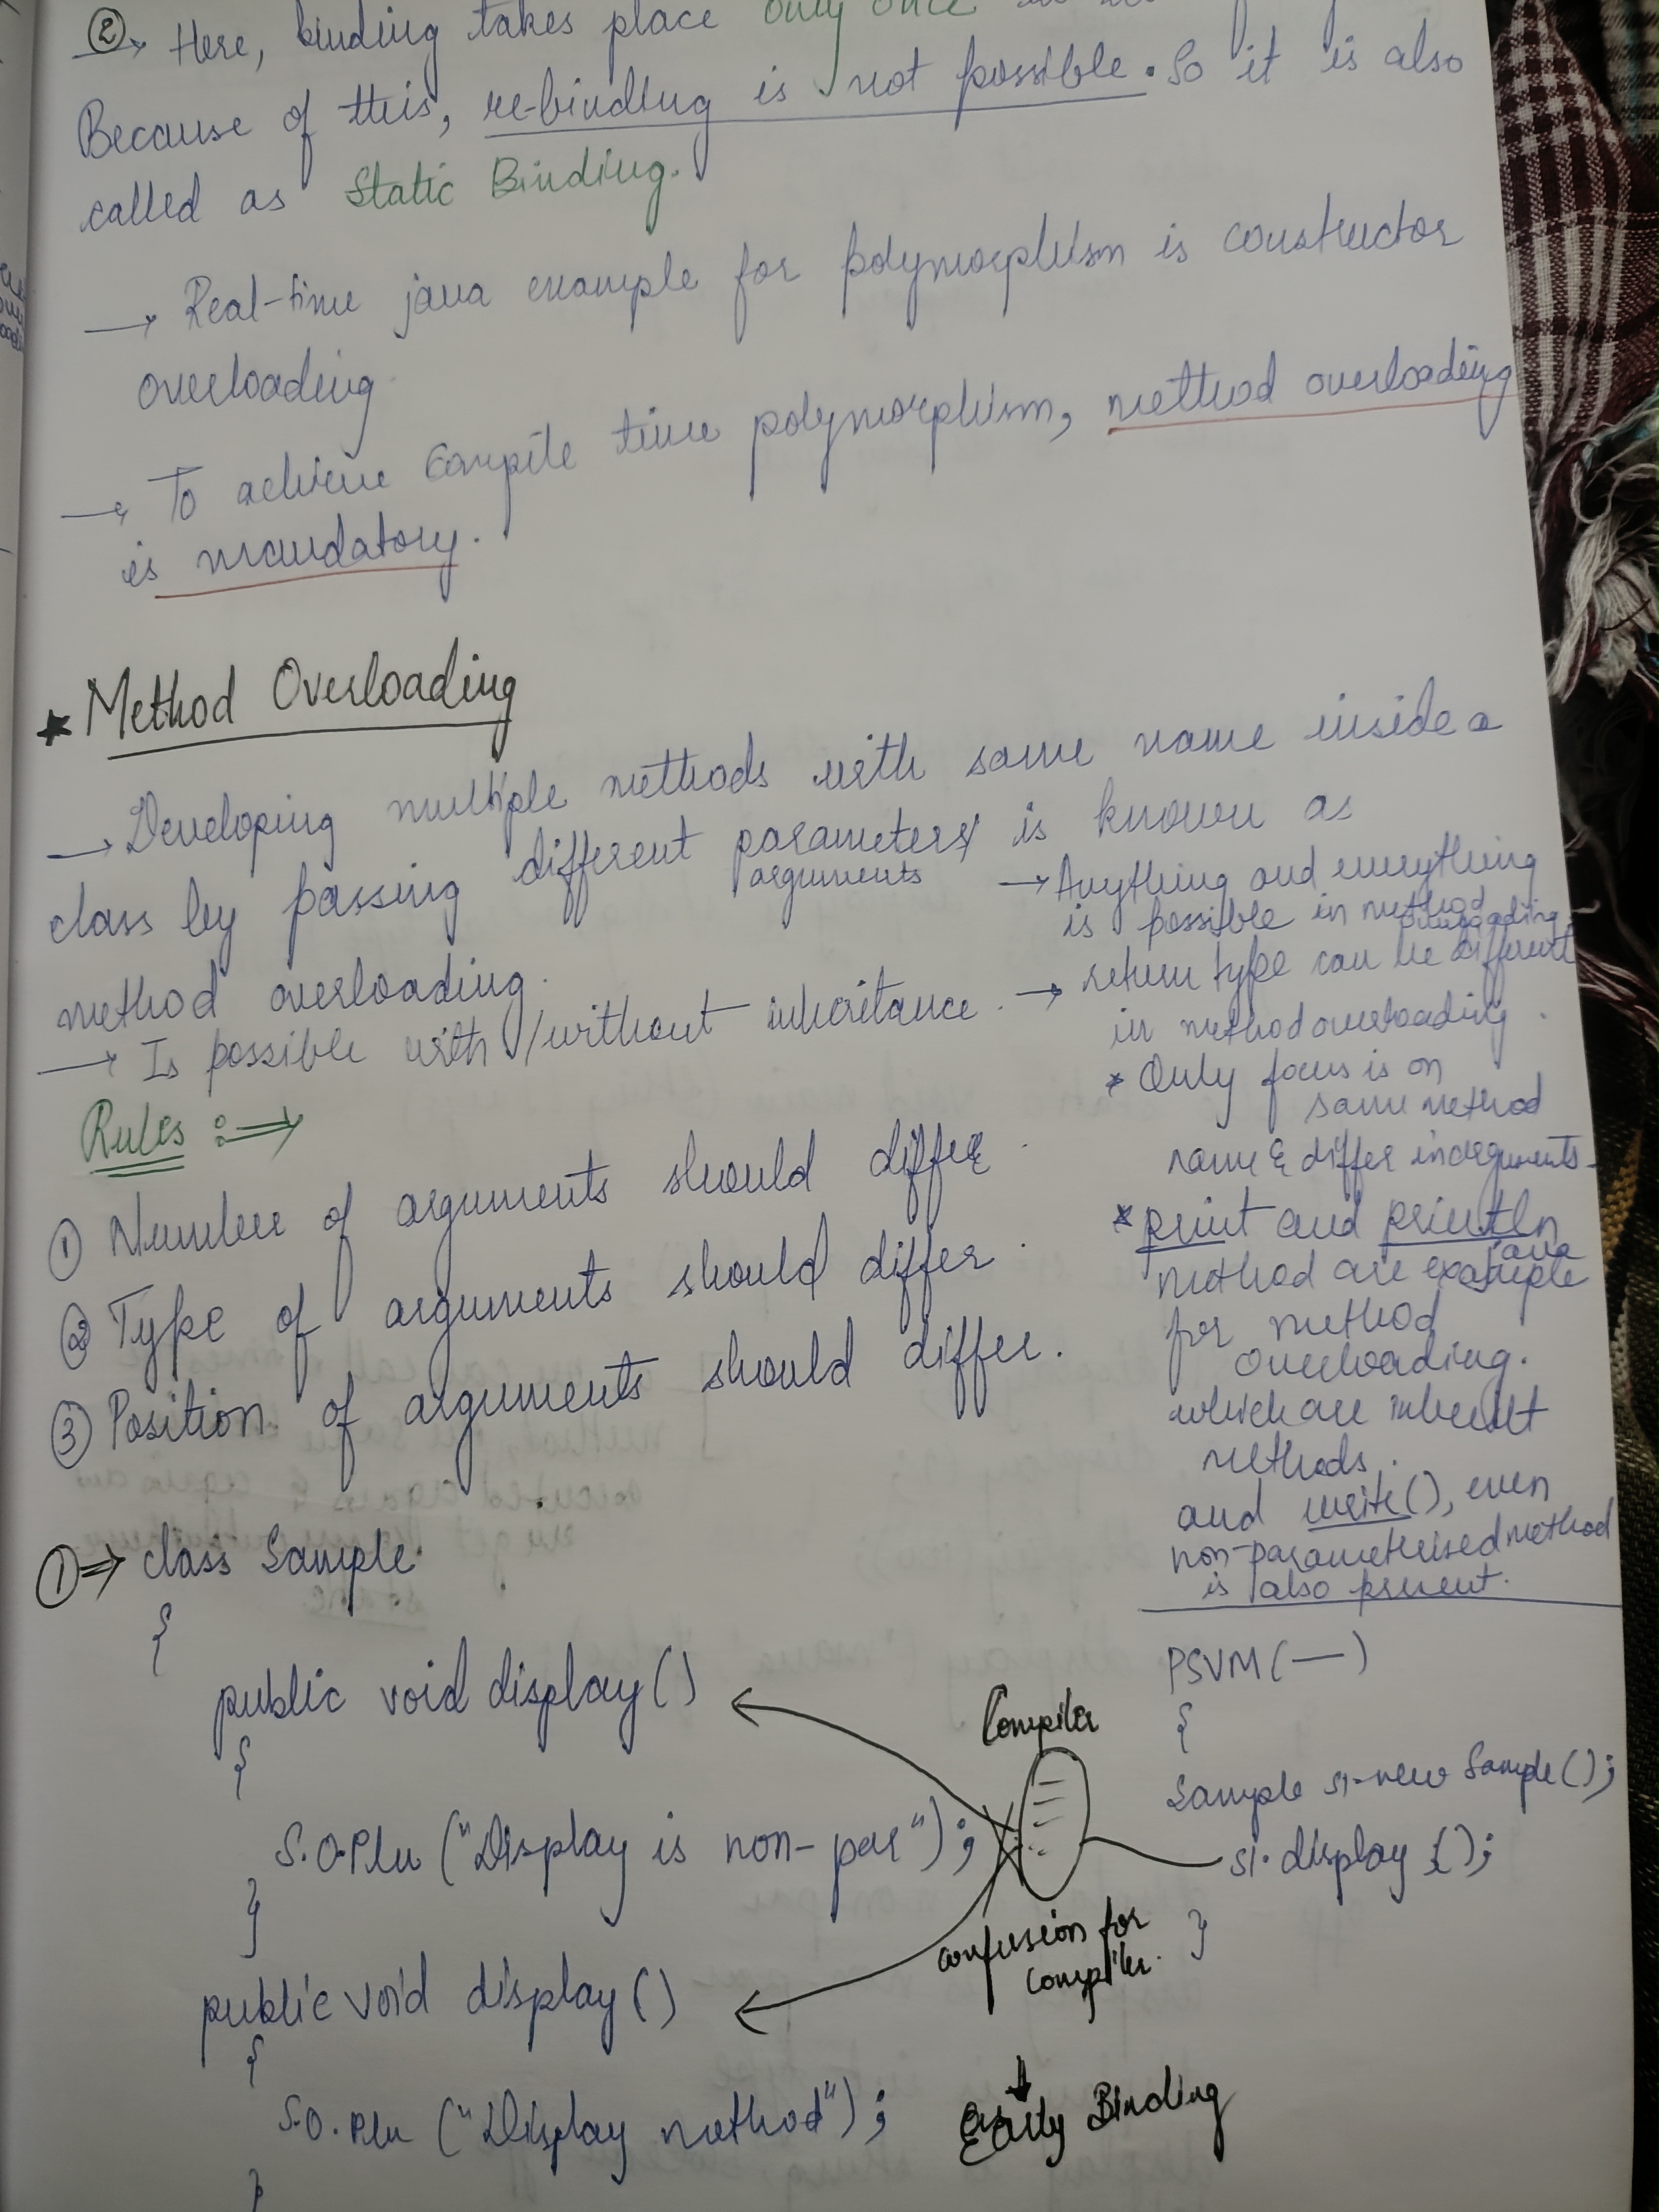 ② → Here, binding takes place only once
Because of this, re-binding is not possible. So it is also
called as Static Binding.
→ Real-time java example for polymorphism is constructor
overloading.
→ To achieve compile time polymorphism, method overloading
is mandatory.
★ Method Overloading
→ Developing multiple methods with same name inside a
class by passing different parameters is known as
arguments
method overloading.
→ Is possible with/without inheritance.
→ Anything and everything
is possible in method
overloading.
→ return type can be different
in method overloading.
* Only focus is on
same method
name & differ in arguments.
* print and println
java
method are example
for method
overloading.
which are inbuilt
methods.
and write(), even
non-parameterised method
is also present.
Rules :⇒
① Number of arguments should differ.
② Type of arguments should differ.
③ Position of arguments should differ.
① ⇒ class Sample
{
public void display()
{
S.O.Pln ("Display is non-par");
}
public void display()
{
S.O.Pln ("Display method");
}
Compiler
confusion for
compiler.
↓
Early Binding
PSVM(—)
{
Sample s1=new Sample();
s1.display();
}